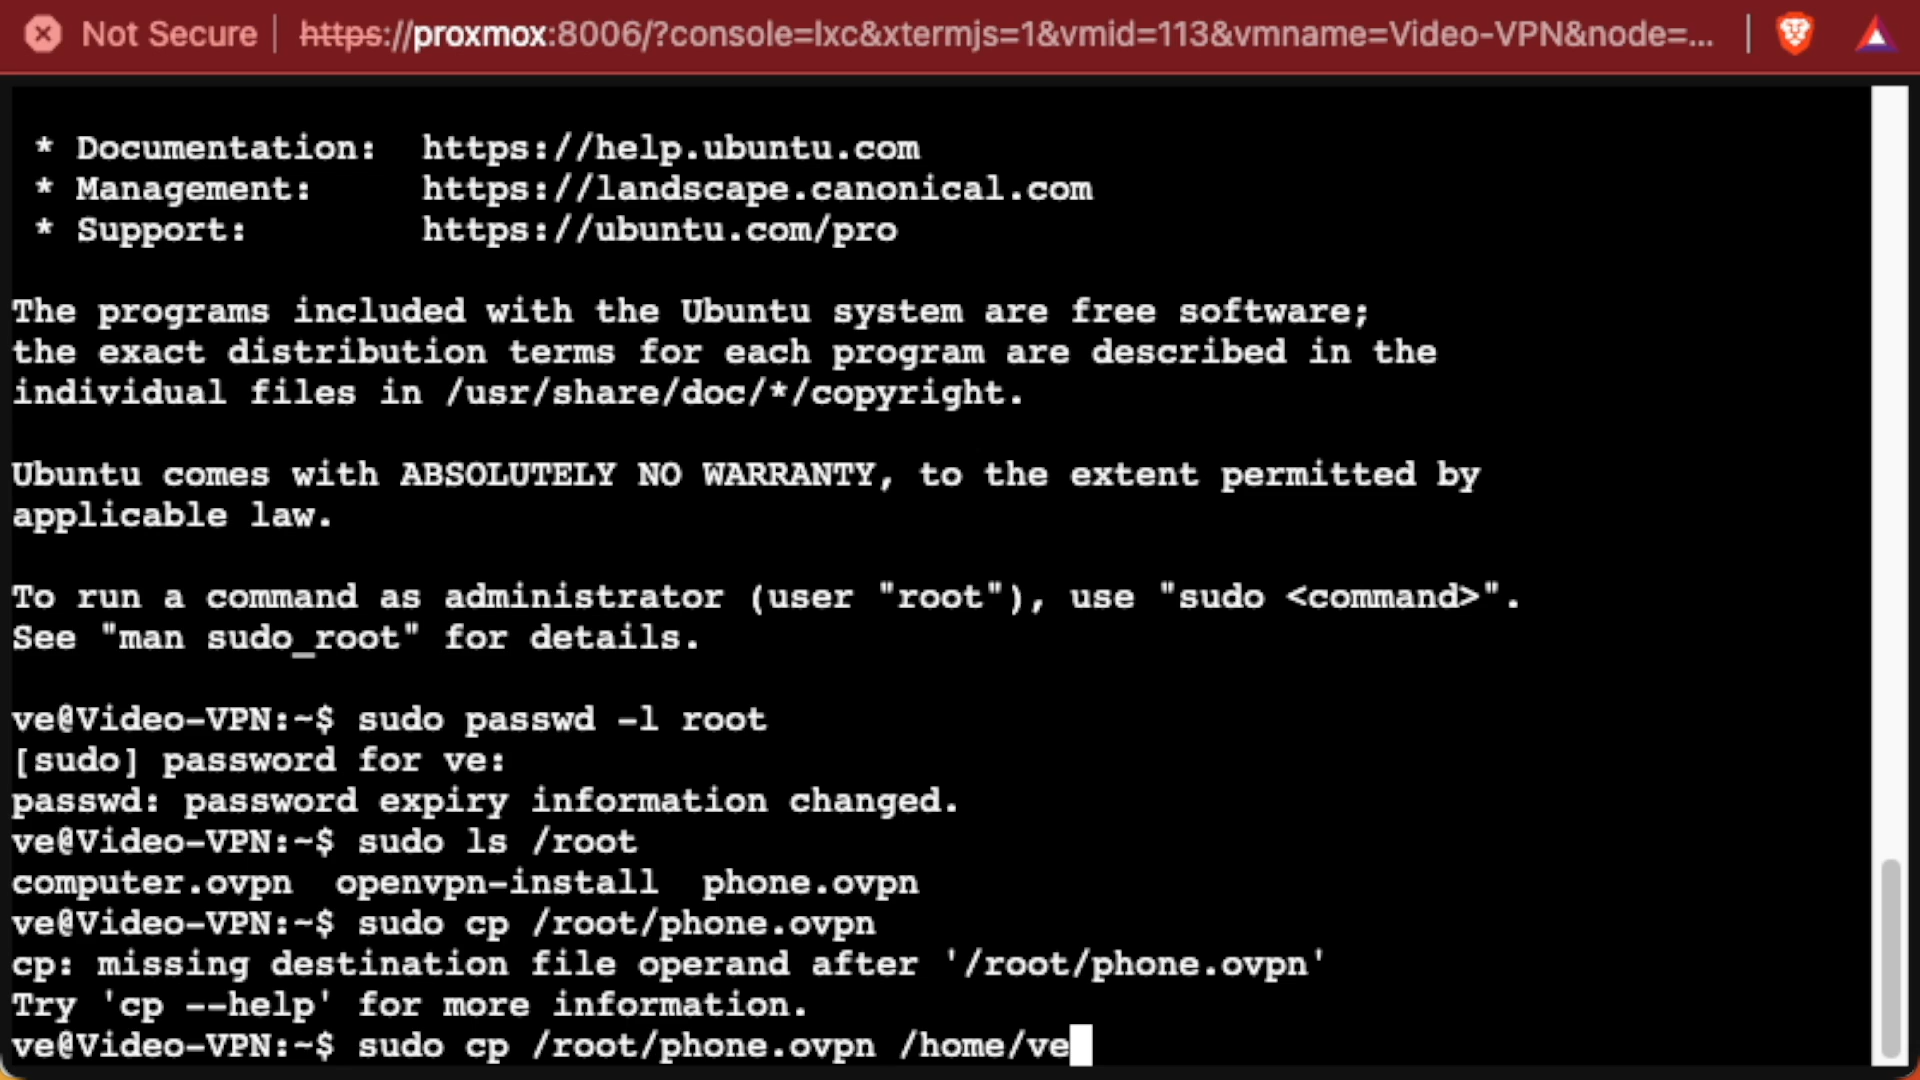 Not Secure | https://proxmox:8006/?console=lxc&xtermjs=1&vmid=113&vmname=Video-VPN&node=...
* Documentation: https://help.ubuntu.com
* Management: https://landscape.canonical.com
* Support: https://ubuntu.com/pro
The programs included with the Ubuntu system are free software;
the exact distribution terms for each program are described in the
individual files in /usr/share/doc/*/copyright.
Ubuntu comes with ABSOLUTELY NO WARRANTY, to the extent permitted by
applicable law.
To run a command as administrator (user "root"), use "sudo <command>".
See "man sudo_root" for details.
ve@Video-VPN:~$ sudo passwd -l root
[sudo] password for ve:
passwd: password expiry information changed.
ve@Video-VPN:~$ sudo ls /root
computer.ovpn openvpn-install phone.ovpn
ve@Video-VPN:~$ sudo cp /root/phone.ovpn
cp: missing destination file operand after '/root/phone.ovpn'
Try 'cp --help' for more information.
ve@Video-VPN:~$ sudo cp /root/phone.ovpn /home/ve